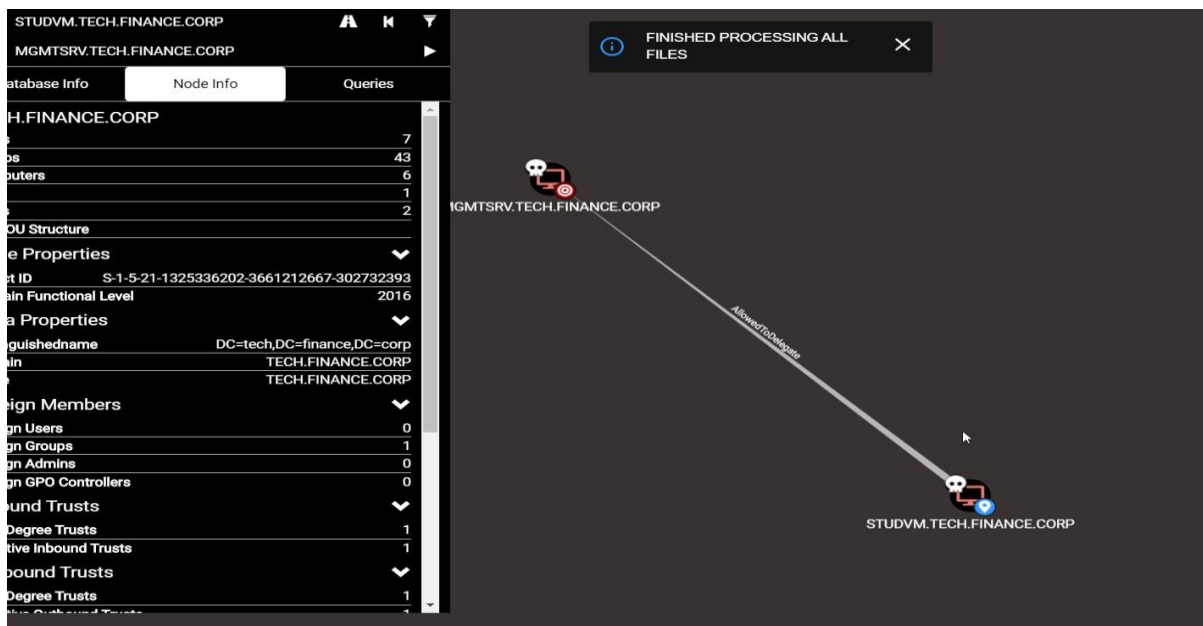 STUDVM.TECH.FINANCE.CORP
MGMTSRV.TECH.FINANCE.CORP
atabase Info Node Info Queries
H.FINANCE.CORP
s 7
ps 43
puters 6
1
s 2
OU Structure
e Properties
ct ID S-1-5-21-1325336202-3661212667-302732393
ain Functional Level 2016
a Properties
guishedname DC=tech,DC=finance,DC=corp
ain TECH.FINANCE.CORP
e TECH.FINANCE.CORP
eign Members
gn Users 0
gn Groups 1
gn Admins 0
gn GPO Controllers 0
ound Trusts
Degree Trusts 1
tive Inbound Trusts 1
bound Trusts
Degree Trusts 1
FINISHED PROCESSING ALL
FILES
MGMTSRV.TECH.FINANCE.CORP
AllowedToDelegate
STUDVM.TECH.FINANCE.CORP